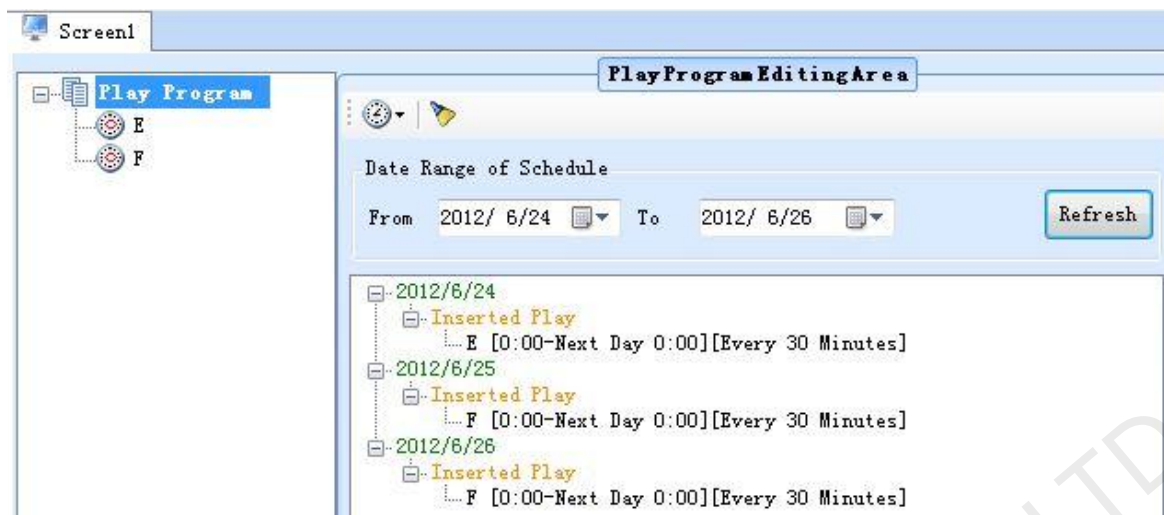 Screen1
PlayProgramEditingArea
Play Program
E
F
Date Range of Schedule
From 2012/ 6/24 To 2012/ 6/26 Refresh
2012/6/24
Inserted Play
E [0:00-Next Day 0:00][Every 30 Minutes]
2012/6/25
Inserted Play
F [0:00-Next Day 0:00][Every 30 Minutes]
2012/6/26
Inserted Play
F [0:00-Next Day 0:00][Every 30 Minutes]
LTD